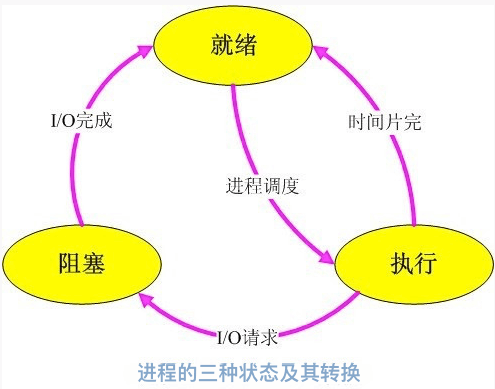 就绪
I/O完成
时间片完
进程调度
阻塞
执行
I/O请求
进程的三种状态及其转换